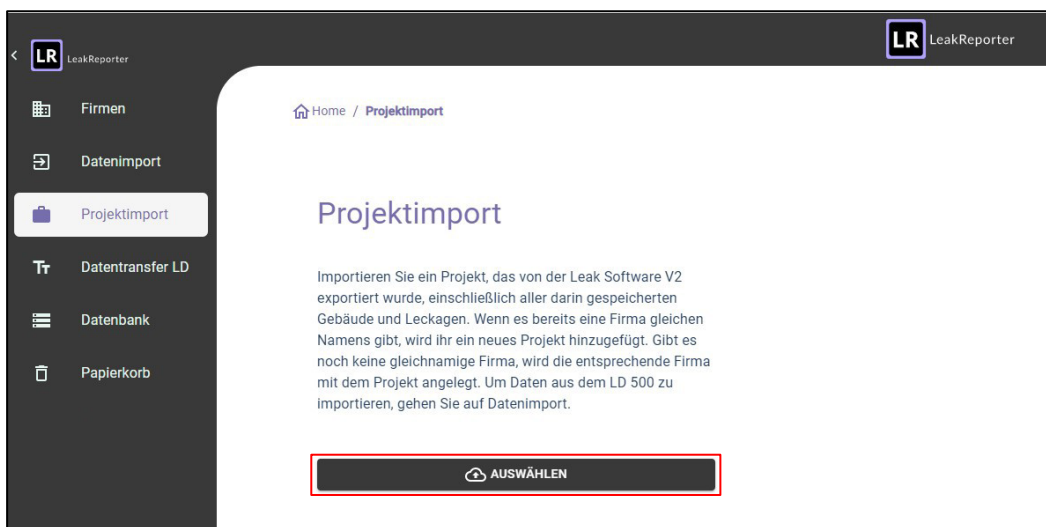 LR LeakReporter
< LR LeakReporter
Firmen
Datenimport
Projektimport
Datentransfer LD
Datenbank
Papierkorb
Home / Projektimport
Projektimport
Importieren Sie ein Projekt, das von der Leak Software V2
exportiert wurde, einschließlich aller darin gespeicherten
Gebäude und Leckagen. Wenn es bereits eine Firma gleichen
Namens gibt, wird ihr ein neues Projekt hinzugefügt. Gibt es
noch keine gleichnamige Firma, wird die entsprechende Firma
mit dem Projekt angelegt. Um Daten aus dem LD 500 zu
importieren, gehen Sie auf Datenimport.
AUSWÄHLEN